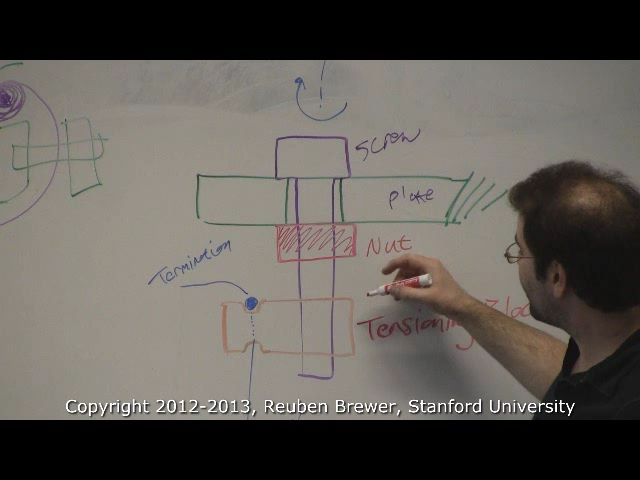 Screw
Plate
Nut
Termination
Tensioning
Copyright 2012-2013, Reuben Brewer, Stanford University